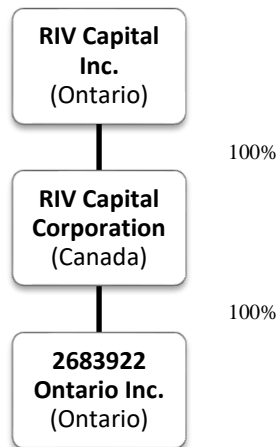 RIV Capital
Inc.
(Ontario)
100%
RIV Capital
Corporation
(Canada)
100%
2683922
Ontario Inc.
(Ontario)